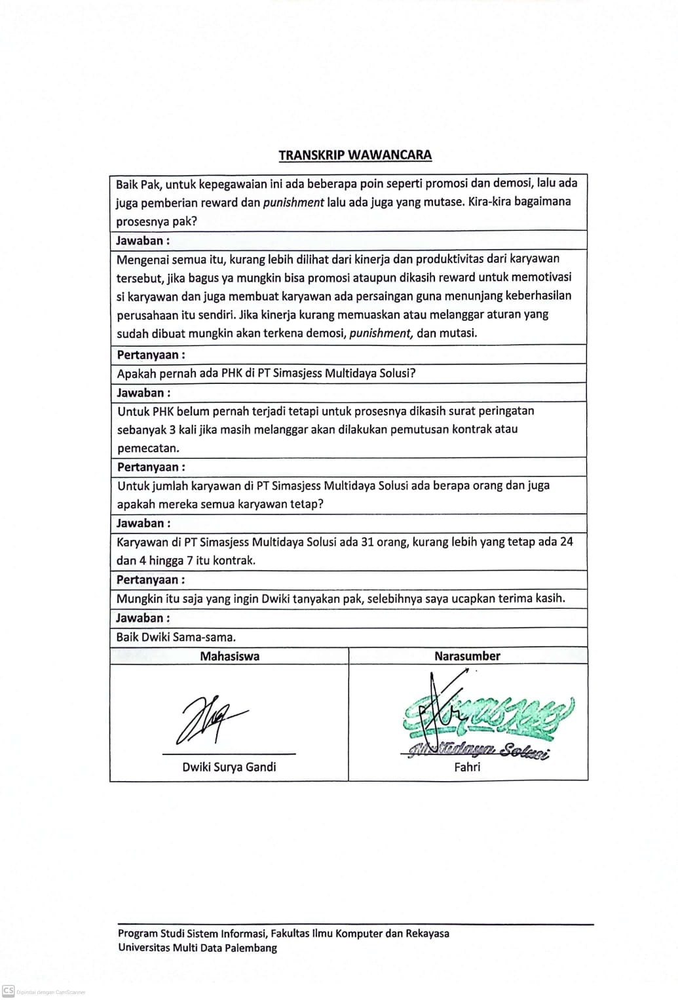 TRANSKRIP WAWANCARA
Baik Pak, untuk kepegawaian ini ada beberapa poin seperti promosi dan demosi, lalu ada
juga pemberian reward dan punishment lalu ada juga yang mutase. Kira-kira bagaimana
prosesnya pak?
Jawaban :
Mengenai semua itu, kurang lebih dilihat dari kinerja dan produktivitas dari karyawan
tersebut, jika bagus ya mungkin bisa promosi ataupun dikasih reward untuk memotivasi
si karyawan dan juga membuat karyawan ada persaingan guna menunjang keberhasilan
perusahaan itu sendiri. Jika kinerja kurang memuaskan atau melanggar aturan yang
sudah dibuat mungkin akan terkena demosi, punishment, dan mutasi.
Pertanyaan :
Apakah pernah ada PHK di PT Simasjess Multidaya Solusi?
Jawaban :
Untuk PHK belum pernah terjadi tetapi untuk prosesnya dikasih surat peringatan
sebanyak 3 kali jika masih melanggar akan dilakukan pemutusan kontrak atau
pemecatan.
Pertanyaan :
Untuk jumlah karyawan di PT Simasjess Multidaya Solusi ada berapa orang dan juga
apakah mereka semua karyawan tetap?
Jawaban :
Karyawan di PT Simasjess Multidaya Solusi ada 31 orang, kurang lebih yang tetap ada 24
dan 4 hingga 7 itu kontrak.
Pertanyaan :
Mungkin itu saja yang ingin Dwiki tanyakan pak, selebihnya saya ucapkan terima kasih.
Jawaban :
Baik Dwiki Sama-sama.
Mahasiswa
Narasumber
Simasjess
Multidaya Solusi
Dwiki Surya Gandi
Fahri
Program Studi Sistem Informasi, Fakultas Ilmu Komputer dan Rekayasa
Universitas Multi Data Palembang
CS Dipindai dengan CamScanner